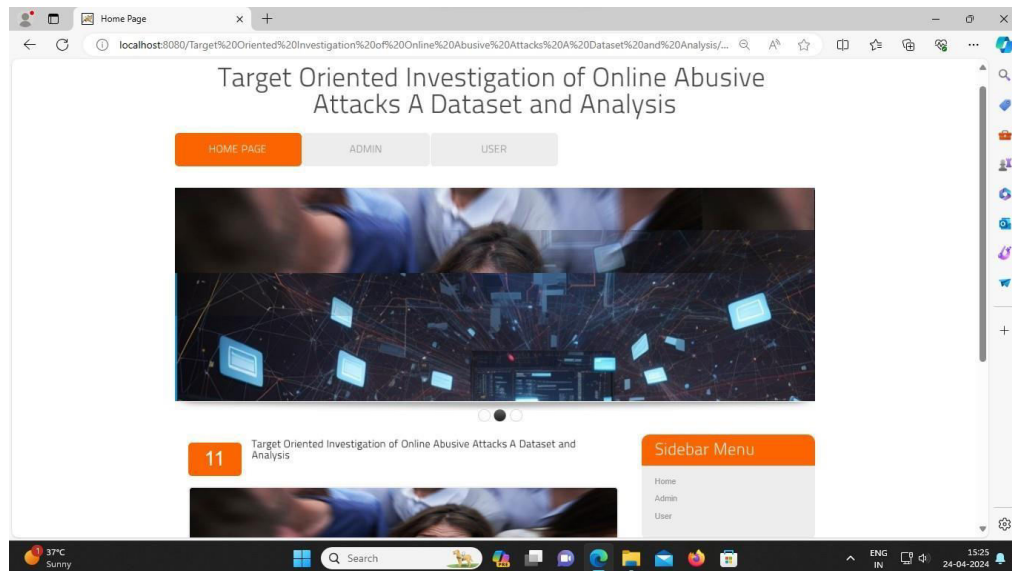 Home Page
localhost:8080/Target%20Oriented%20Investigation%20of%20Online%20Abusive%20Attacks%20A%20Dataset%20and%20Analysis/...
Target Oriented Investigation of Online Abusive
Attacks A Dataset and Analysis
HOME PAGE
ADMIN
USER
11
Target Oriented Investigation of Online Abusive Attacks A Dataset and
Analysis
Sidebar Menu
Home
Admin
User
1
37°C
Sunny
Search
ENG
IN
15:25
24-04-2024